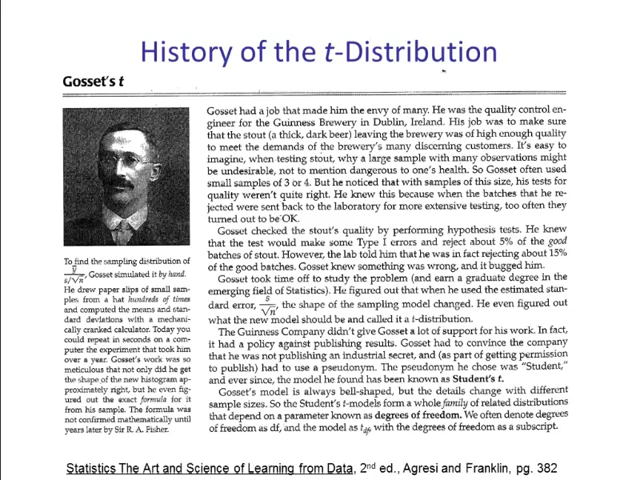 History of the t-Distribution
Gosset's t
Gosset had a job that made him the envy of many. He was the quality control en-
gineer for the Guinness Brewery in Dublin, Ireland. His job was to make sure
that the stout (a thick, dark beer) leaving the brewery was of high enough quality
to meet the demands of the brewery's many discerning customers. It's easy to
imagine, when testing stout, why a large sample with many observations might
be undesirable, not to mention dangerous to one's health. So Gosset often used
small samples of 3 or 4. But he noticed that with samples of this size, his tests for
quality weren't quite right. He knew this because when the batches that he re-
jected were sent back to the laboratory for more extensive testing, too often they
turned out to be OK.
Gosset checked the stout's quality by performing hypothesis tests. He knew
that the test would make some Type I errors and reject about 5% of the good
batches of stout. However, the lab told him that he was in fact rejecting about 15%
of the good batches. Gosset knew something was wrong, and it bugged him.
Gosset took time off to study the problem (and earn a graduate degree in the
emerging field of Statistics). He figured out that when he used the estimated stan-
dard error, s/√n, the shape of the sampling model changed. He even figured out
what the new model should be and called it a t-distribution.
The Guinness Company didn't give Gosset a lot of support for his work. In fact,
it had a policy against publishing results. Gosset had to convince the company
that he was not publishing an industrial secret, and (as part of getting permission
to publish) had to use a pseudonym. The pseudonym he chose was "Student,"
and ever since, the model he found has been known as Student's t.
Gosset's model is always bell-shaped, but the details change with different
sample sizes. So the Student's t-models form a whole family of related distributions
that depend on a parameter known as degrees of freedom. We often denote degrees
of freedom as df, and the model as t_df, with the degrees of freedom as a subscript.
To find the sampling distribution of
ȳ/(s/√n), Gosset simulated it by hand.
He drew paper slips of small sam-
ples from a hat hundreds of times
and computed the means and stan-
dard deviations with a mechani-
cally cranked calculator. Today you
could repeat in seconds on a com-
puter the experiment that took him
over a year. Gosset's work was so
meticulous that not only did he get
the shape of the new histogram ap-
proximately right, but he even fig-
ured out the exact formula for it
from his sample. The formula was
not confirmed mathematically until
years later by Sir R. A. Fisher.
Statistics The Art and Science of Learning from Data, 2nd ed., Agresi and Franklin, pg. 382